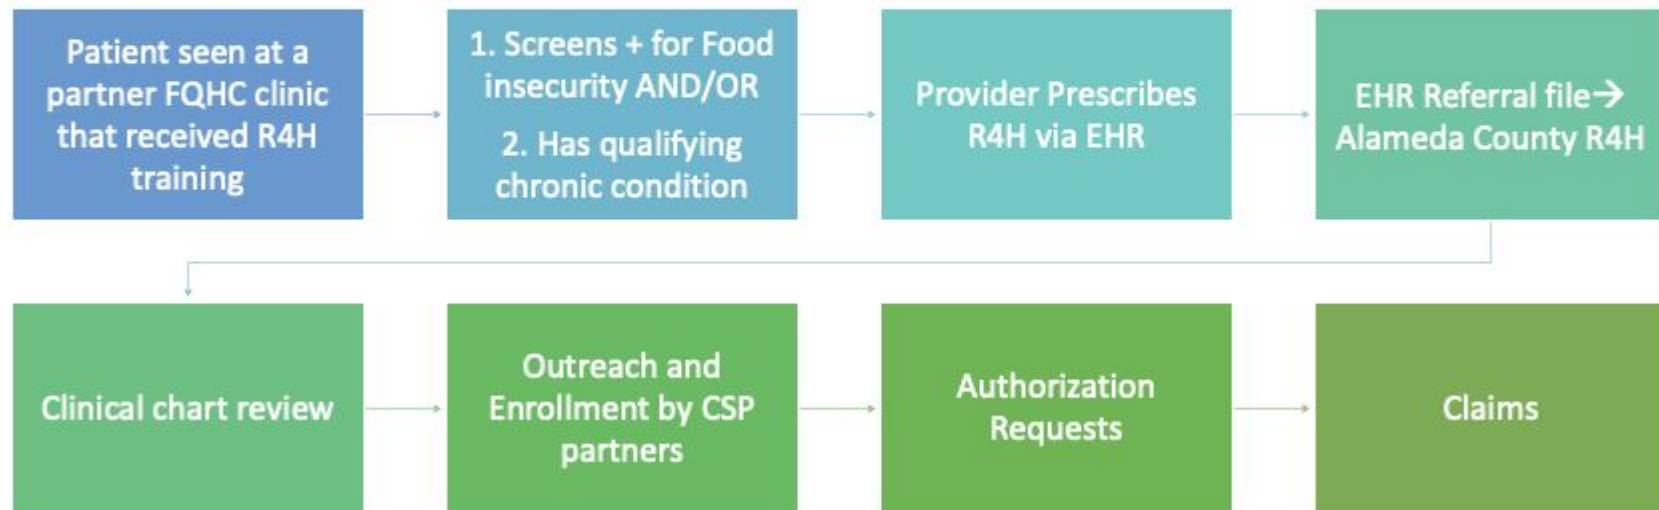 Patient seen at a
partner FQHC clinic
that received R4H
training
1. Screens + for Food
insecurity AND/OR
2. Has qualifying
chronic condition
Provider Prescribes
R4H via EHR
EHR Referral file→
Alameda County R4H
Clinical chart review
Outreach and
Enrollment by CSP
partners
Authorization
Requests
Claims